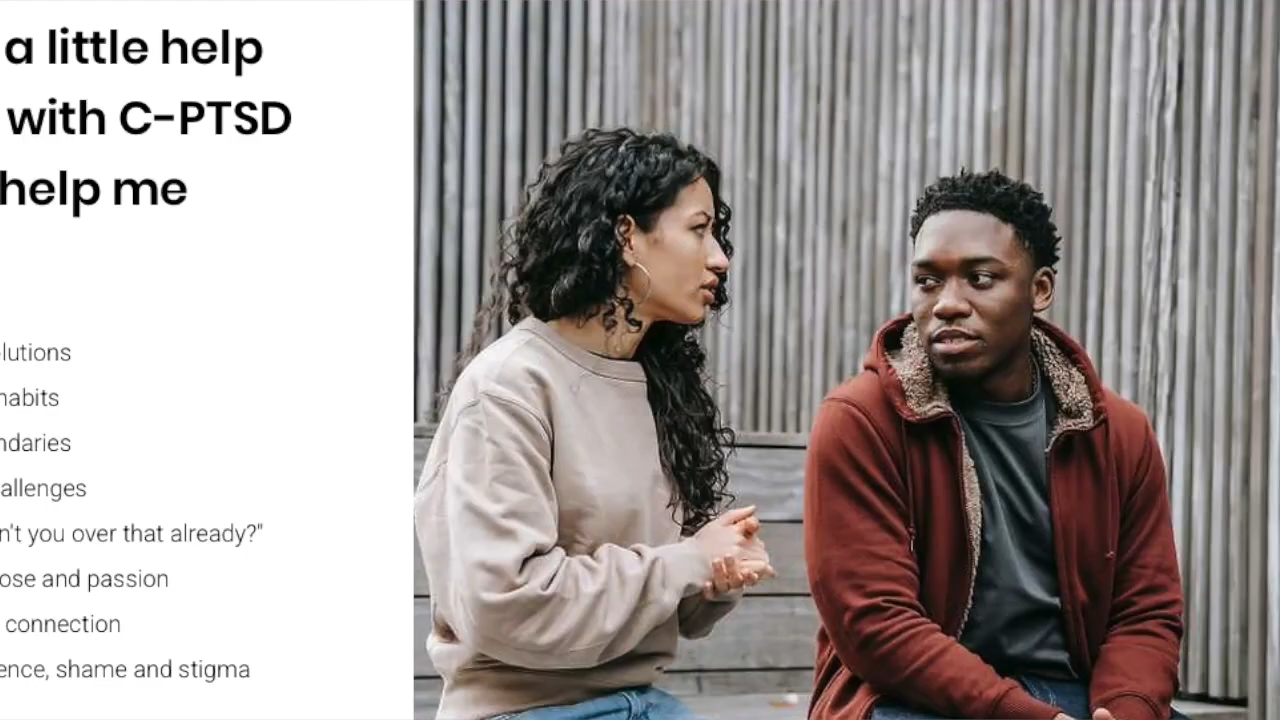 a little help
with C-PTSD
help me
olutions
habits
ndaries
allenges
n't you over that already?"
ose and passion
connection
ence, shame and stigma